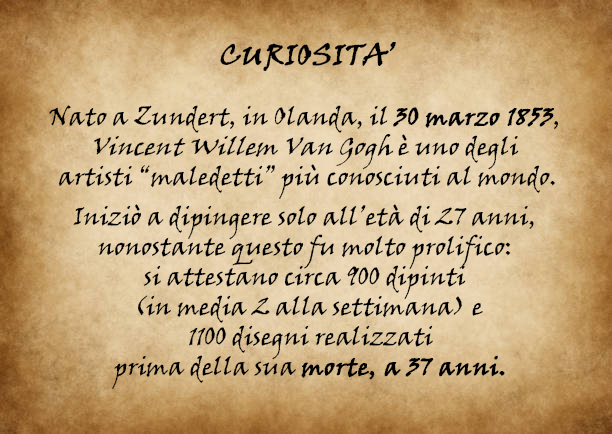 CURIOSITA'
Nato a Zundert, in Olanda, il 30 marzo 1853,
Vincent Willem Van Gogh è uno degli
artisti “maledetti” più conosciuti al mondo.
Iniziò a dipingere solo all'età di 27 anni,
nonostante questo fu molto prolifico:
si attestano circa 900 dipinti
(in media 2 alla settimana) e
1100 disegni realizzati
prima della sua morte, a 37 anni.